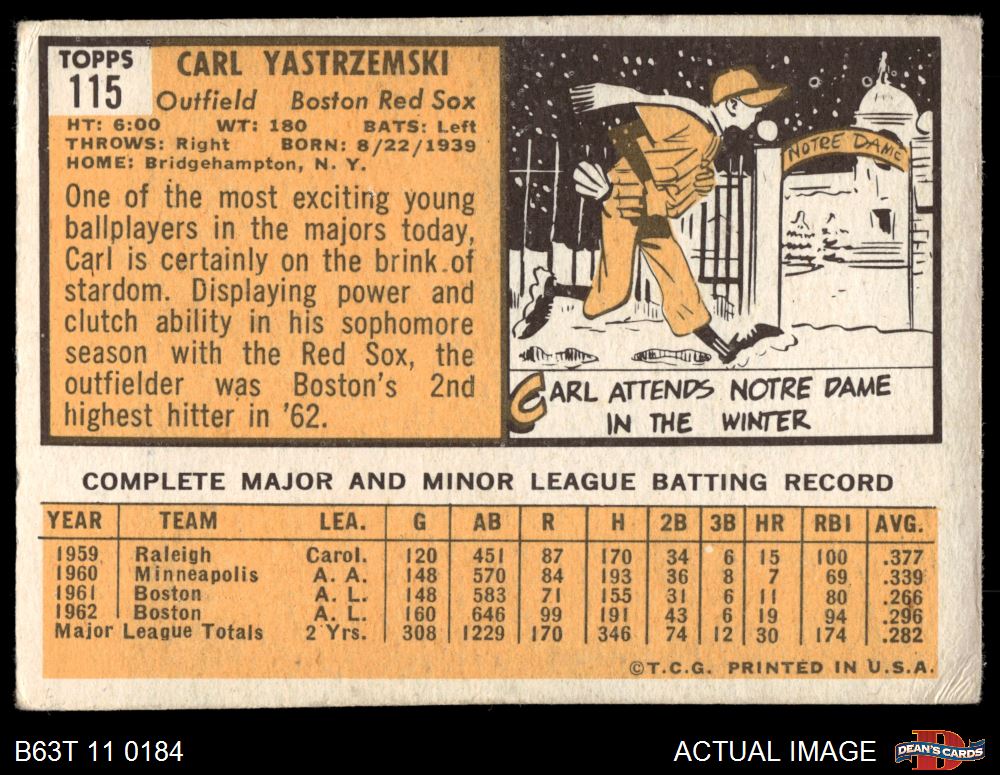 TOPPS
115
CARL YASTRZEMSKI
Outfield Boston Red Sox
HT: 6:00 WT: 180 BATS: Left
THROWS: Right BORN: 8/22/1939
HOME: Bridgehampton, N. Y.
One of the most exciting young
ballplayers in the majors today,
Carl is certainly on the brink of
stardom. Displaying power and
clutch ability in his sophomore
season with the Red Sox, the
outfielder was Boston's 2nd
highest hitter in '62.
NOTRE DAME
CARL ATTENDS NOTRE DAME
IN THE WINTER
COMPLETE MAJOR AND MINOR LEAGUE BATTING RECORD
YEAR TEAM LEA. G AB R H 2B 3B HR RBI AVG.
1959 Raleigh Carol. 120 451 87 170 34 6 15 100 .377
1960 Minneapolis A. A. 148 570 84 193 36 8 7 69 .339
1961 Boston A. L. 148 583 71 155 31 6 11 80 .266
1962 Boston A. L. 160 646 99 191 43 6 19 94 .296
Major League Totals 2 Yrs. 308 1229 170 346 74 12 30 174 .282
©T.C.G. PRINTED IN U.S.A.
B63T 11 0184
ACTUAL IMAGE
D
DEAN'S CARDS